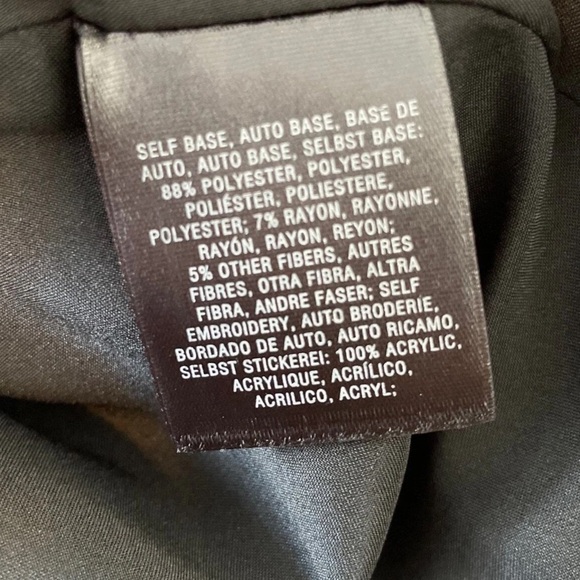 SELF BASE, AUTO BASE, BASE DE
AUTO, AUTO BASE, SELBST BASE:
88% POLYESTER, POLYESTER,
POLIÉSTER, POLIESTERE,
POLYESTER; 7% RAYON, RAYONNE,
RAYÓN, RAYON, REYON;
5% OTHER FIBERS, AUTRES
FIBRES, OTRA FIBRA, ALTRA
FIBRA, ANDRE FASER; SELF
EMBROIDERY, AUTO BRODERIE,
BORDADO DE AUTO, AUTO RICAMO,
SELBST STICKEREI: 100% ACRYLIC,
ACRYLIQUE, ACRÍLICO,
ACRILICO, ACRYL;